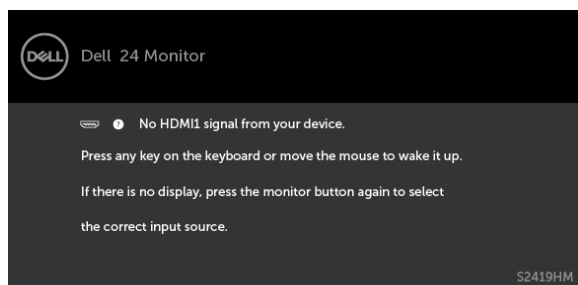 DELL
Dell 24 Monitor
? No HDMI1 signal from your device.
Press any key on the keyboard or move the mouse to wake it up.
If there is no display, press the monitor button again to select
the correct input source.
S2419HM